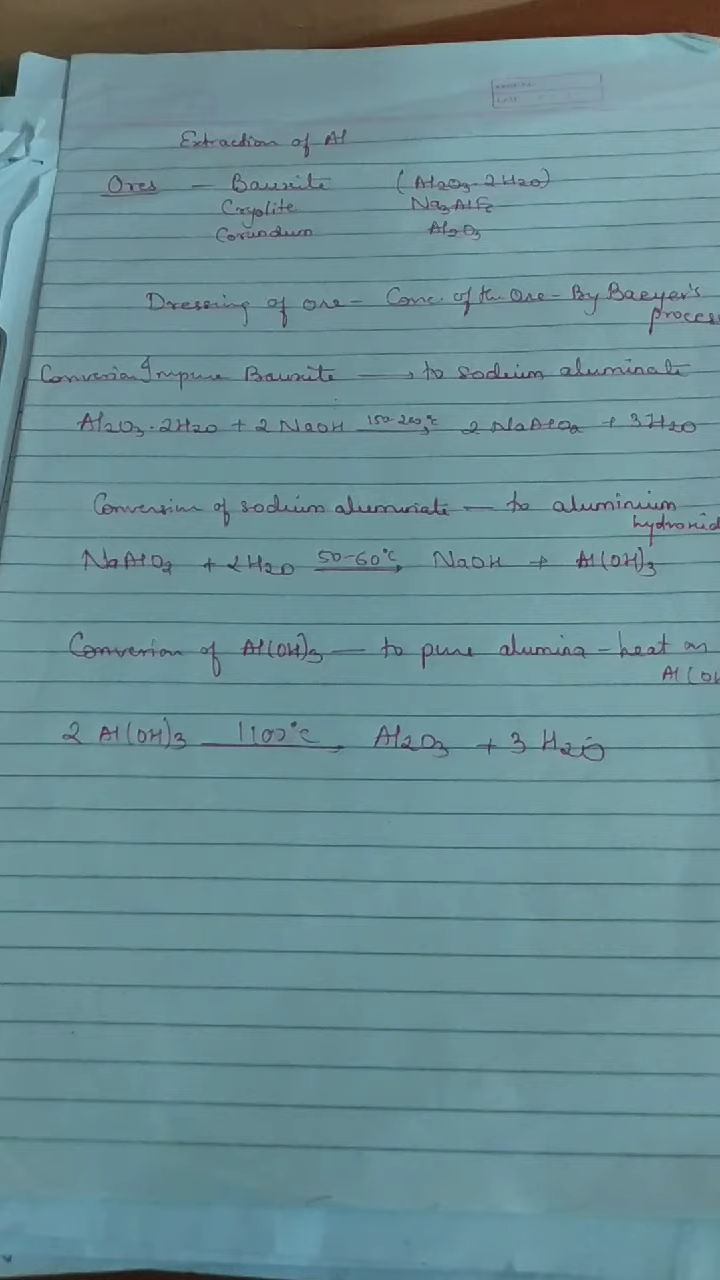 Extraction of Al
Ores - Bauxite (Al2O3.2H2O)
Cryolite Na3AlF6
Corundum Al2O3
Dressing of ore - Conc. of the Ore - By Baeyer's
process
Conversion Impure Bauxite → to sodium aluminate
Al2O3.2H2O + 2 NaOH 150-200°C → 2 NaAlO2 + 3H2O
Conversion of sodium aluminate - to aluminium
hydroxid
NaAlO2 + 2H2O 50-60°C → NaOH + Al(OH)3
Conversion of Al(OH)3 - to pure alumina - heat on
Al(OH
2 Al(OH)3 1100°C → Al2O3 + 3 H2O